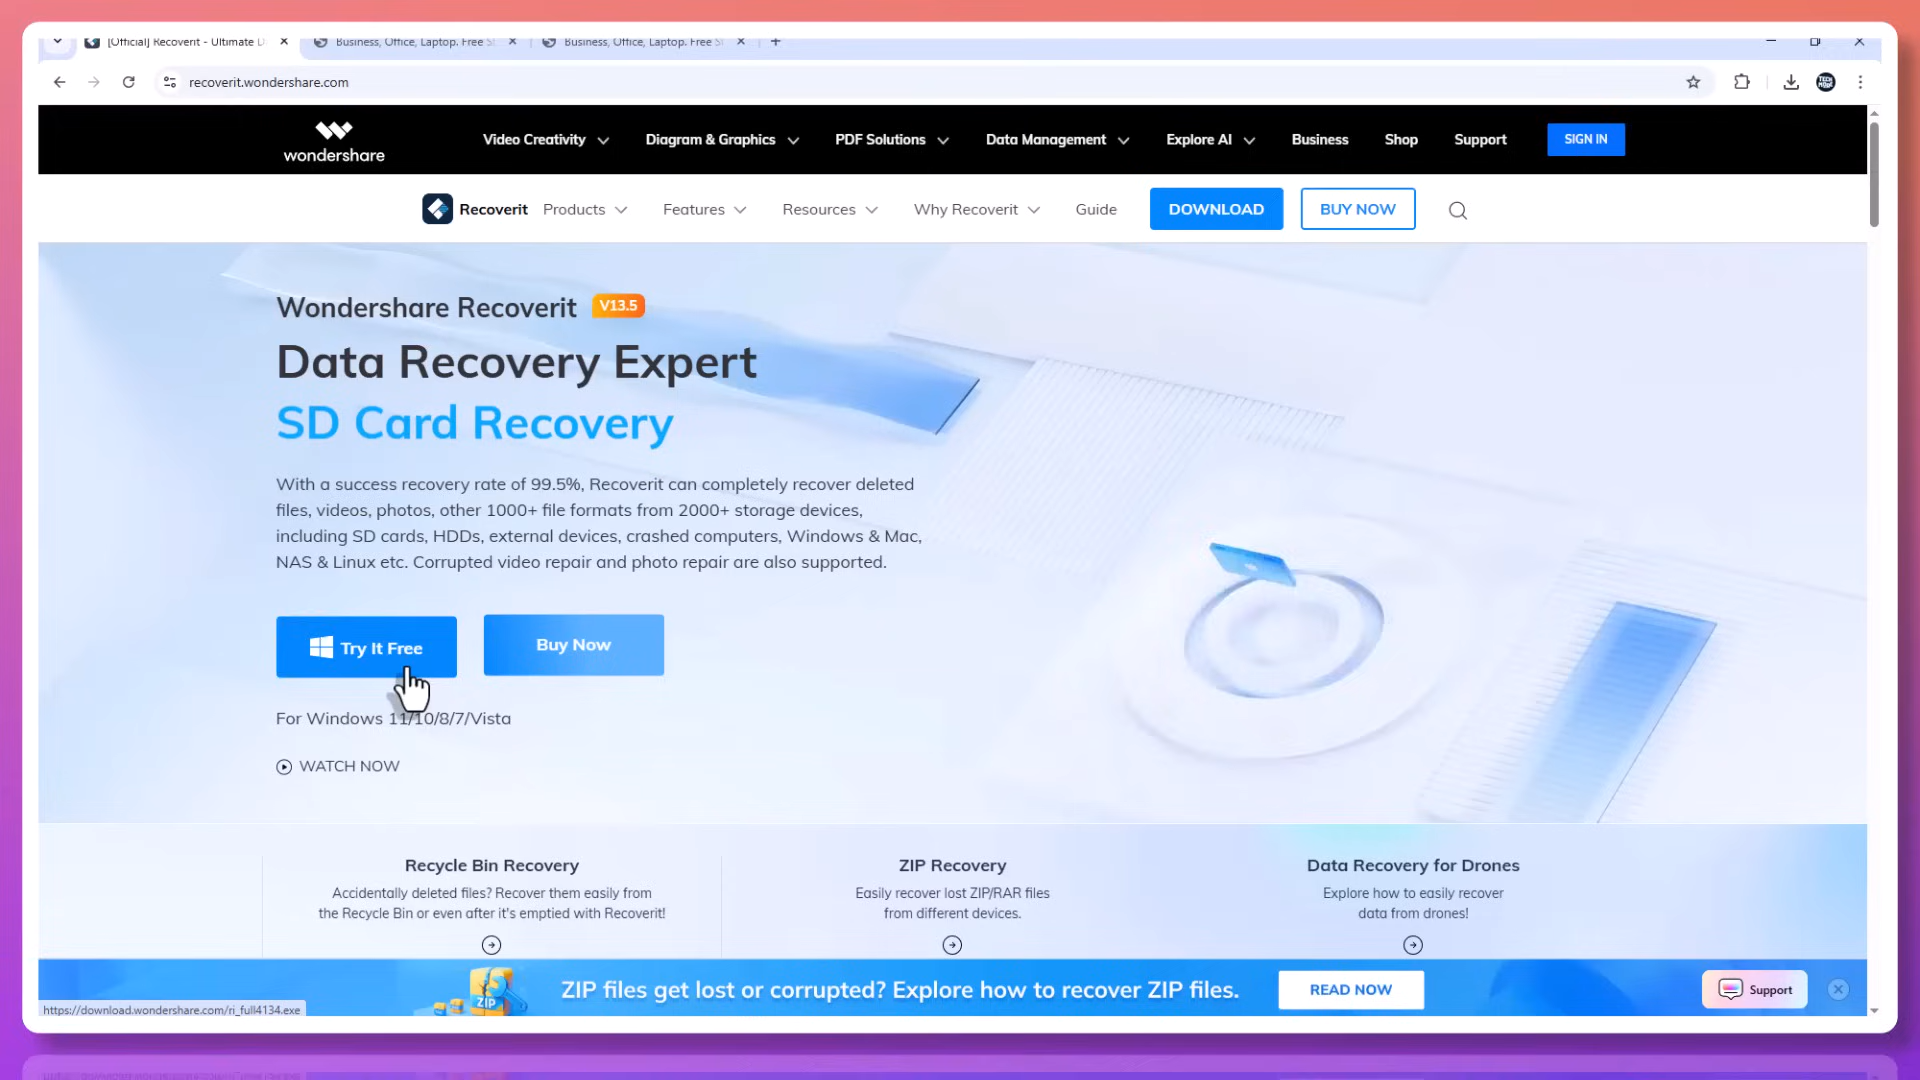 [Official] Recoverit - Ultimate D
Business, Office, Laptop. Free S
Business, Office, Laptop. Free S
recoverit.wondershare.com
wondershare
Video Creativity
Diagram & Graphics
PDF Solutions
Data Management
Explore AI
Business
Shop
Support
SIGN IN
Recoverit
Products
Features
Resources
Why Recoverit
Guide
DOWNLOAD
BUY NOW
Wondershare Recoverit V13.5
Data Recovery Expert
SD Card Recovery
With a success recovery rate of 99.5%, Recoverit can completely recover deleted
files, videos, photos, other 1000+ file formats from 2000+ storage devices,
including SD cards, HDDs, external devices, crashed computers, Windows & Mac,
NAS & Linux etc. Corrupted video repair and photo repair are also supported.
Try It Free
Buy Now
For Windows 11/10/8/7/Vista
WATCH NOW
Recycle Bin Recovery
Accidentally deleted files? Recover them easily from
the Recycle Bin or even after it's emptied with Recoverit!
ZIP Recovery
Easily recover lost ZIP/RAR files
from different devices.
Data Recovery for Drones
Explore how to easily recover
data from drones!
ZIP
ZIP files get lost or corrupted? Explore how to recover ZIP files.
READ NOW
Support
https://download.wondershare.com/ri_full4134.exe